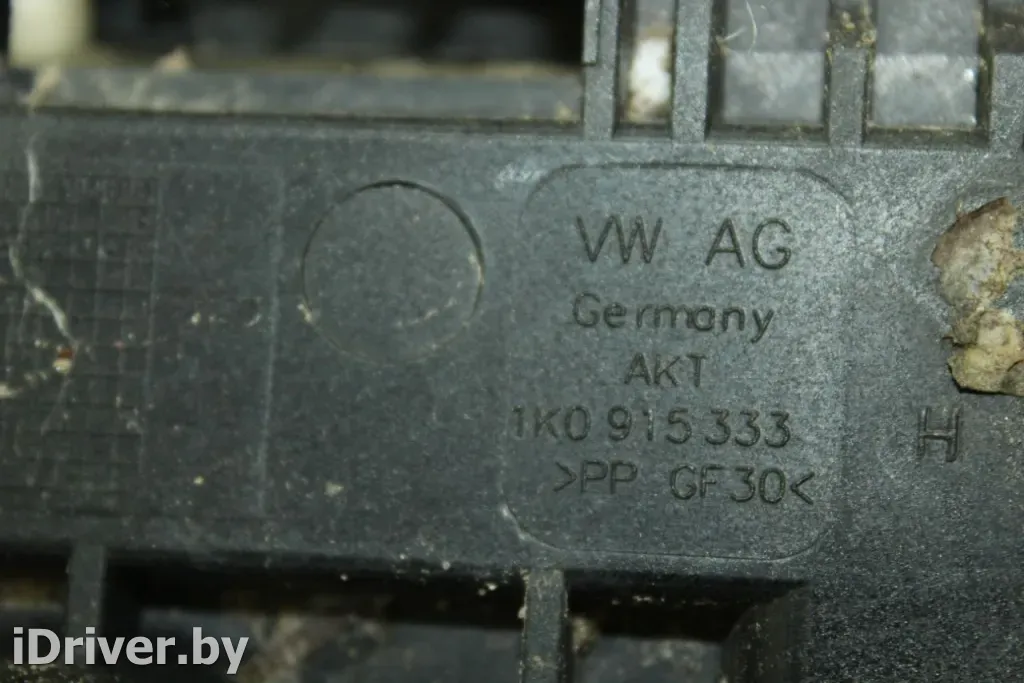 VW AG
Germany
AKT
1K0 915 333
>PP GF30<
H
iDriver.by